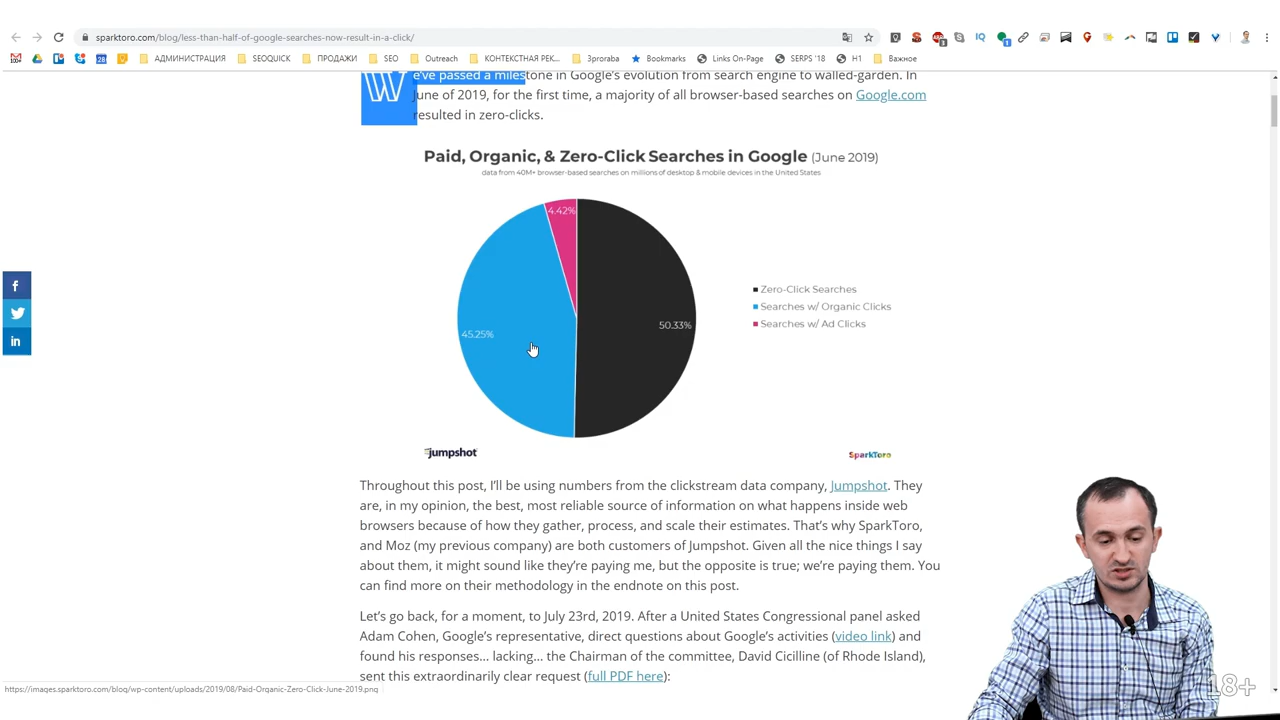 sparktoro.com/blog/less-than-half-of-google-searches-now-result-in-a-click/
АДМИНИСТРАЦИЯ SEOQUICK ПРОДАЖИ SEO Outreach КОНТЕКСТНАЯ РЕК... 3proraba Bookmarks Links On-Page SERPS '18 H1 Важное
W e've passed a milestone in Google's evolution from search engine to walled-garden. In
June of 2019, for the first time, a majority of all browser-based searches on Google.com
resulted in zero-clicks.
Paid, Organic, & Zero-Click Searches in Google (June 2019)
data from 40M+ browser-based searches on millions of desktop & mobile devices in the United States
4.42%
45.25%
50.33%
Zero-Click Searches
Searches w/ Organic Clicks
Searches w/ Ad Clicks
jumpshot
SparkToro
Throughout this post, I'll be using numbers from the clickstream data company, Jumpshot. They
are, in my opinion, the best, most reliable source of information on what happens inside web
browsers because of how they gather, process, and scale their estimates. That's why SparkToro,
and Moz (my previous company) are both customers of Jumpshot. Given all the nice things I say
about them, it might sound like they're paying me, but the opposite is true; we're paying them. You
can find more on their methodology in the endnote on this post.
Let's go back, for a moment, to July 23rd, 2019. After a United States Congressional panel asked
Adam Cohen, Google's representative, direct questions about Google's activities (video link) and
found his responses... lacking... the Chairman of the committee, David Cicilline (of Rhode Island),
sent this extraordinarily clear request (full PDF here):
https://images.sparktoro.com/blog/wp-content/uploads/2019/08/Paid-Organic-Zero-Click-June-2019.png
18+